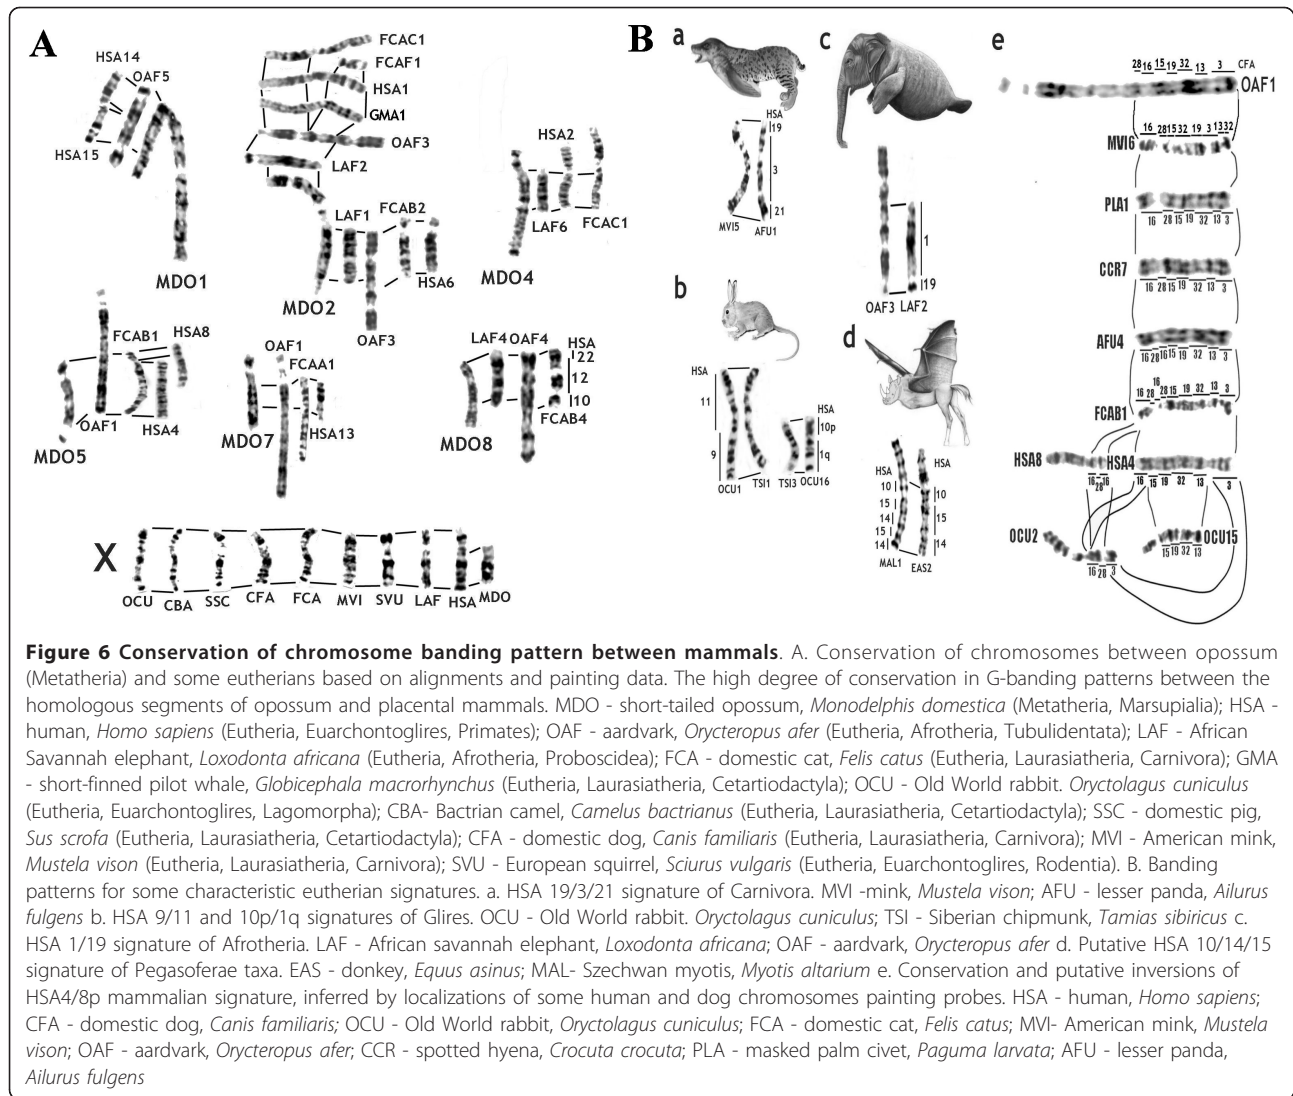 A
HSA14
OAF5
HSA15
MDO1
FCAC1
FCAF1
HSA1
GMA1
OAF3
LAF2
LAF1
FCAB2
MDO2
HSA6
OAF3
HSA2
LAF6
FCAC1
MDO4
FCAB1
HSA8
OAF1
HSA4
MDO5
OAF1
FCAA1
MDO7
HSA13
LAF4 OAF4
HSA
22
12
10
FCAB4
MDO8
X
OCU
CBA
SSC
CFA
FCA
MVI
SVU
LAF
HSA
MDO
B
a
HSA
19
3
21
MVI5
AFU1
b
HSA
11
9
OCU1
TSI1
HSA
10p
1q
TSI3
OCU16
c
1
19
OAF3
LAF2
d
HSA
10
15
14
15
14
MAL1
HSA
10
15
14
EAS2
e
28 16 15 19 32 13 3 CFA
OAF1
16 28 15 32 19 3 13 32
MVI6
PLA1
16 28 15 19 32 13 3
CCR7
16 28 15 19 32 13 3
AFU4
16 28 16 15 19 32 13 3
16 28 16 28 15 19 32 13 3
FCAB1
HSA8
HSA4
16 28 16
16 15 19 32 13 3
OCU2
OCU15
16 28 3
15 19 32 13
Figure 6 Conservation of chromosome banding pattern between mammals. A. Conservation of chromosomes between opossum
(Metatheria) and some eutherians based on alignments and painting data. The high degree of conservation in G-banding patterns between the
homologous segments of opossum and placental mammals. MDO - short-tailed opossum, Monodelphis domestica (Metatheria, Marsupialia); HSA -
human, Homo sapiens (Eutheria, Euarchontoglires, Primates); OAF - aardvark, Orycteropus afer (Eutheria, Afrotheria, Tubulidentata); LAF - African
Savannah elephant, Loxodonta africana (Eutheria, Afrotheria, Proboscidea); FCA - domestic cat, Felis catus (Eutheria, Laurasiatheria, Carnivora); GMA
- short-finned pilot whale, Globicephala macrorhynchus (Eutheria, Laurasiatheria, Cetartiodactyla); OCU - Old World rabbit. Oryctolagus cuniculus
(Eutheria, Euarchontoglires, Lagomorpha); CBA- Bactrian camel, Camelus bactrianus (Eutheria, Laurasiatheria, Cetartiodactyla); SSC - domestic pig,
Sus scrofa (Eutheria, Laurasiatheria, Cetartiodactyla); CFA - domestic dog, Canis familiaris (Eutheria, Laurasiatheria, Carnivora); MVI - American mink,
Mustela vison (Eutheria, Laurasiatheria, Carnivora); SVU - European squirrel, Sciurus vulgaris (Eutheria, Euarchontoglires, Rodentia). B. Banding
patterns for some characteristic eutherian signatures. a. HSA 19/3/21 signature of Carnivora. MVI -mink, Mustela vison; AFU - lesser panda, Ailurus
fulgens b. HSA 9/11 and 10p/1q signatures of Glires. OCU - Old World rabbit. Oryctolagus cuniculus; TSI - Siberian chipmunk, Tamias sibiricus c.
HSA 1/19 signature of Afrotheria. LAF - African savannah elephant, Loxodonta africana; OAF - aardvark, Orycteropus afer d. Putative HSA 10/14/15
signature of Pegasoferae taxa. EAS - donkey, Equus asinus; MAL- Szechwan myotis, Myotis altarium e. Conservation and putative inversions of
HSA4/8p mammalian signature, inferred by localizations of some human and dog chromosomes painting probes. HSA - human, Homo sapiens;
CFA - domestic dog, Canis familiaris; OCU - Old World rabbit, Oryctolagus cuniculus; FCA - domestic cat, Felis catus; MVI- American mink, Mustela
vison; OAF - aardvark, Orycteropus afer; CCR - spotted hyena, Crocuta crocuta; PLA - masked palm civet, Paguma larvata; AFU - lesser panda,
Ailurus fulgens